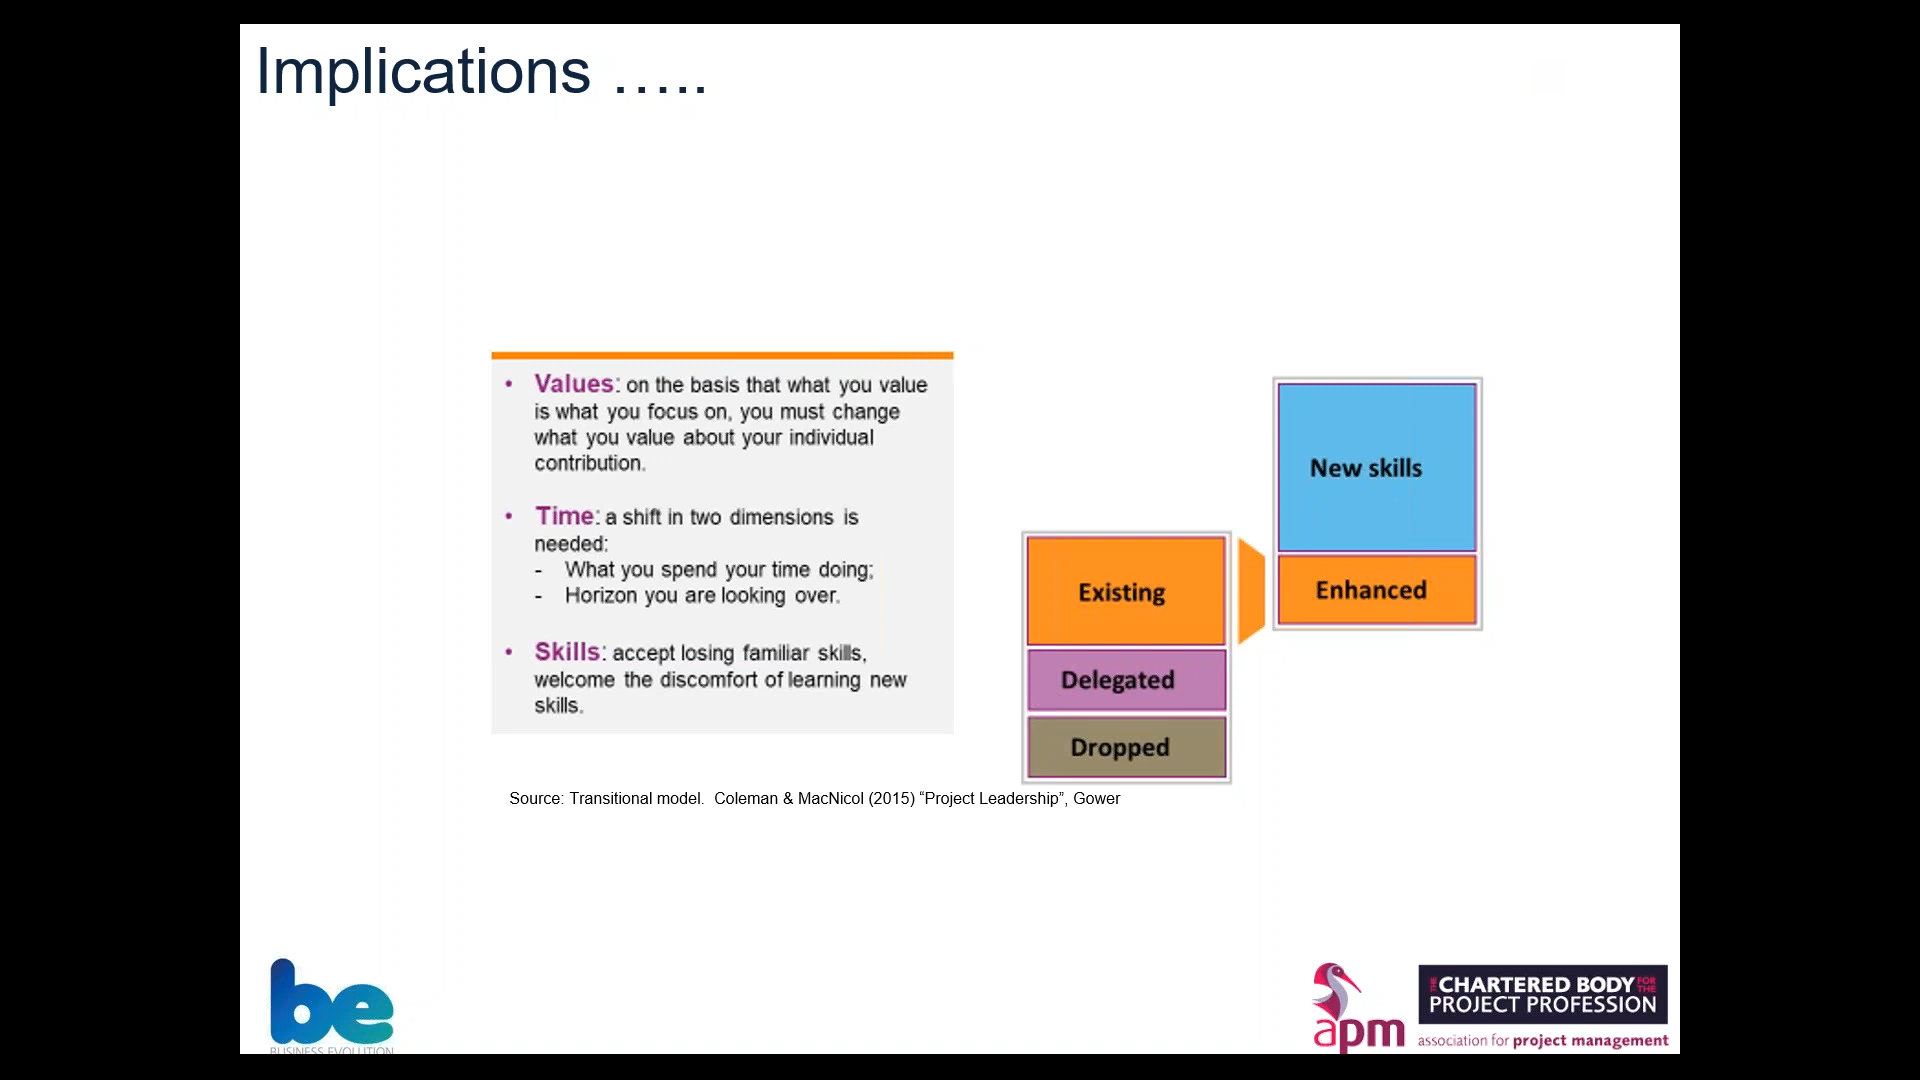 Implications …..
• Values: on the basis that what you value
is what you focus on, you must change
what you value about your individual
contribution.
• Time: a shift in two dimensions is
needed:
- What you spend your time doing;
- Horizon you are looking over.
• Skills: accept losing familiar skills,
welcome the discomfort of learning new
skills.
New skills
Enhanced
Existing
Delegated
Dropped
Source: Transitional model.  Coleman & MacNicol (2015) “Project Leadership”, Gower
be
BUSINESS EVOLUTION
apm
THE CHARTERED BODY FOR THE
PROJECT PROFESSION
association for project management